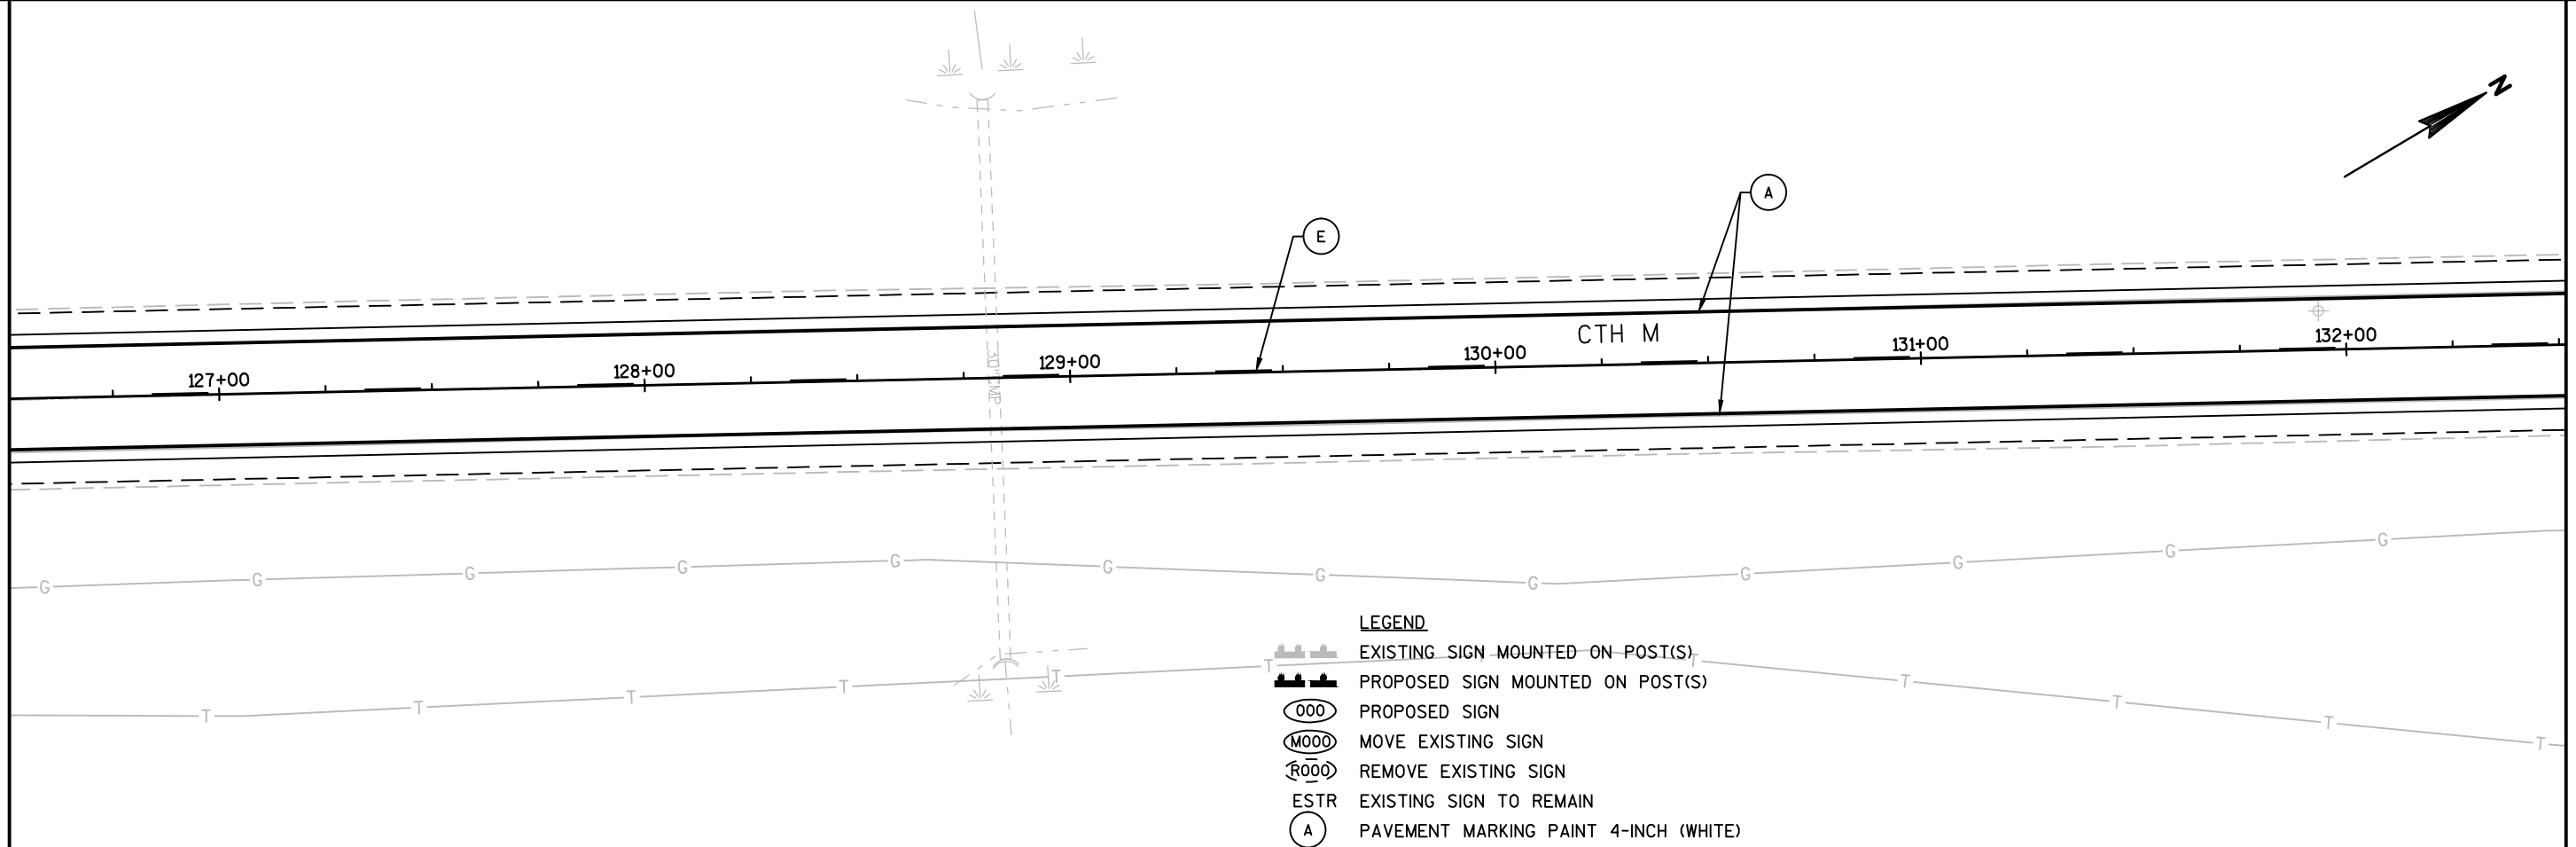 N
A
E
CTH M
127+00
128+00
129+00
130+00
131+00
132+00
30" CMP
G G G G G G G G G G G G
T T T T T T T T T T T T
LEGEND
EXISTING SIGN MOUNTED ON POST(S)
PROPOSED SIGN MOUNTED ON POST(S)
000 PROPOSED SIGN
M000 MOVE EXISTING SIGN
R000 REMOVE EXISTING SIGN
ESTR EXISTING SIGN TO REMAIN
A PAVEMENT MARKING PAINT 4-INCH (WHITE)